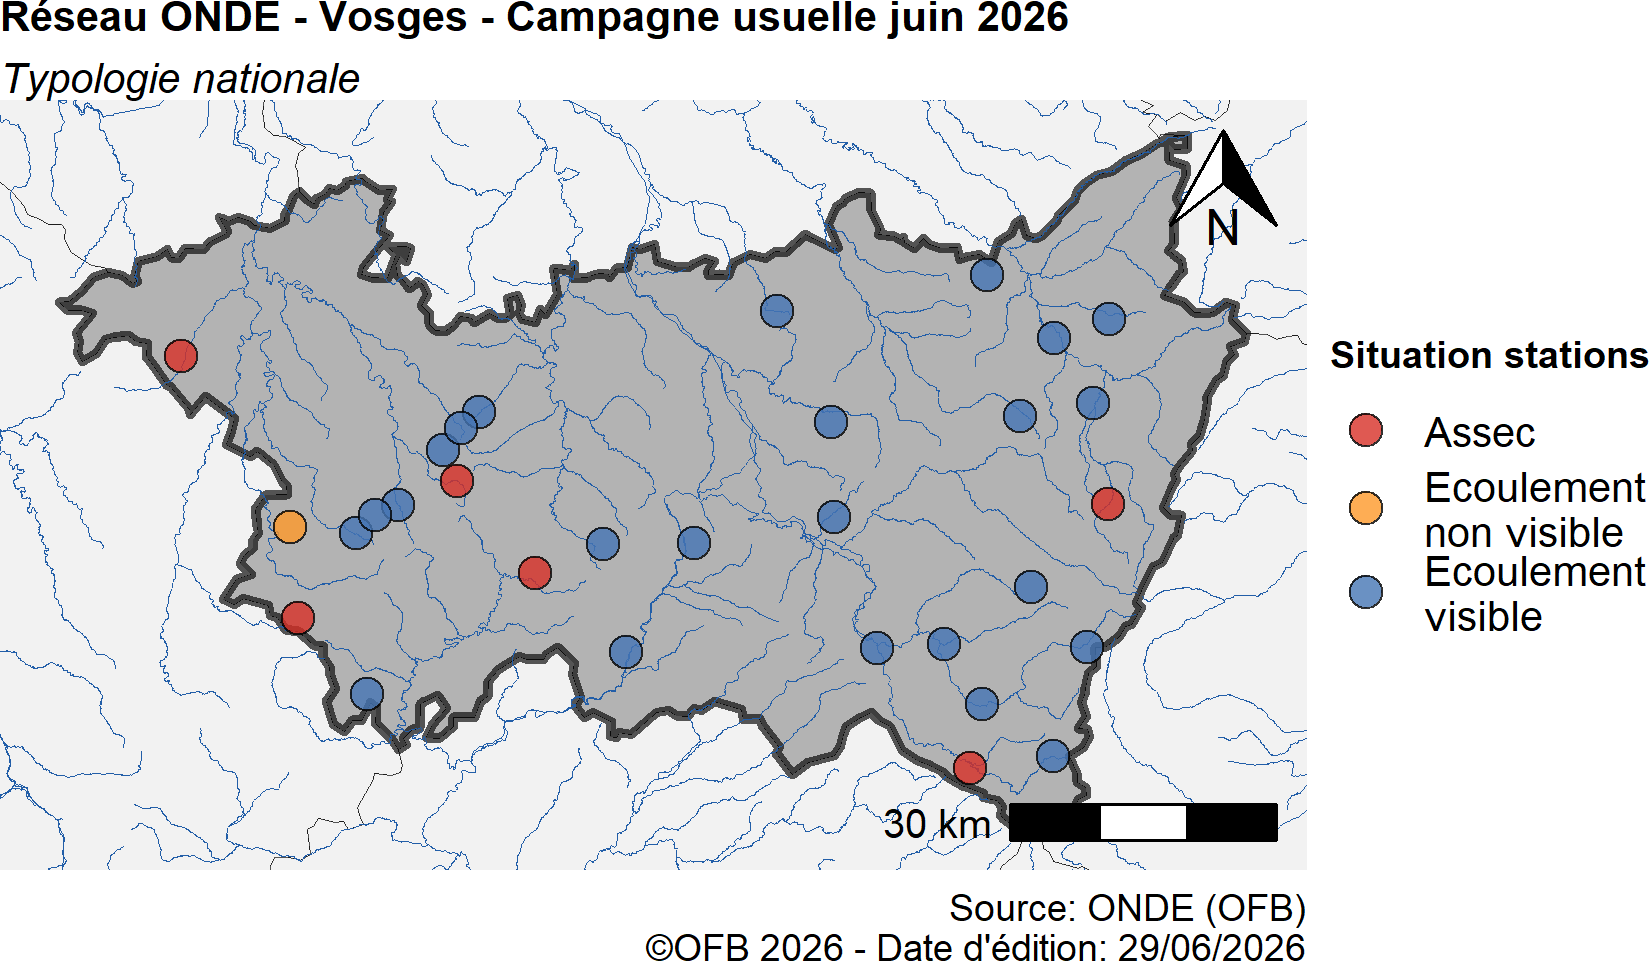 Réseau ONDE - Vosges - Campagne usuelle juin 2026
Typologie nationale
N
30 km
Situation stations
Assec
Ecoulement
non visible
Ecoulement
visible
Source: ONDE (OFB)
©OFB 2026 - Date d'édition: 29/06/2026